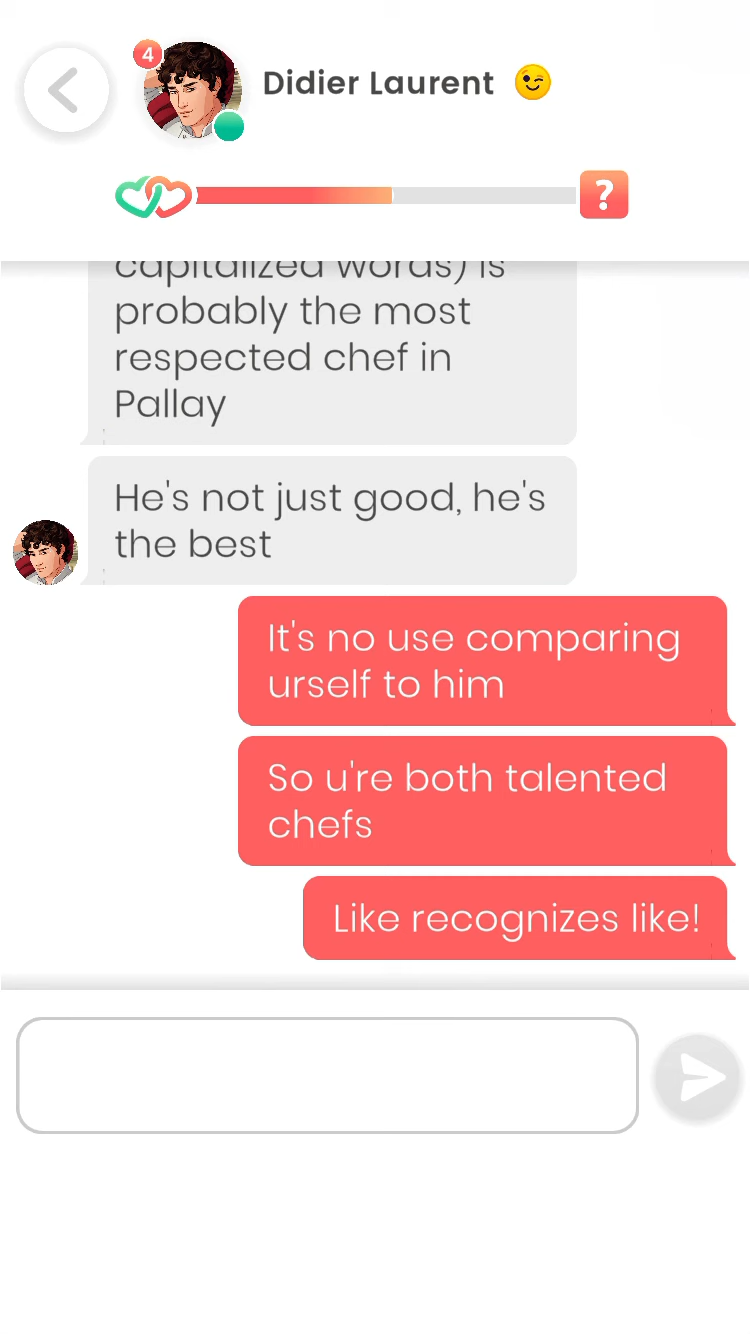 4
Didier Laurent 😉
?
capitalized words) is
probably the most
respected chef in
Pallay
He's not just good, he's
the best
It's no use comparing
urself to him
So u're both talented
chefs
Like recognizes like!